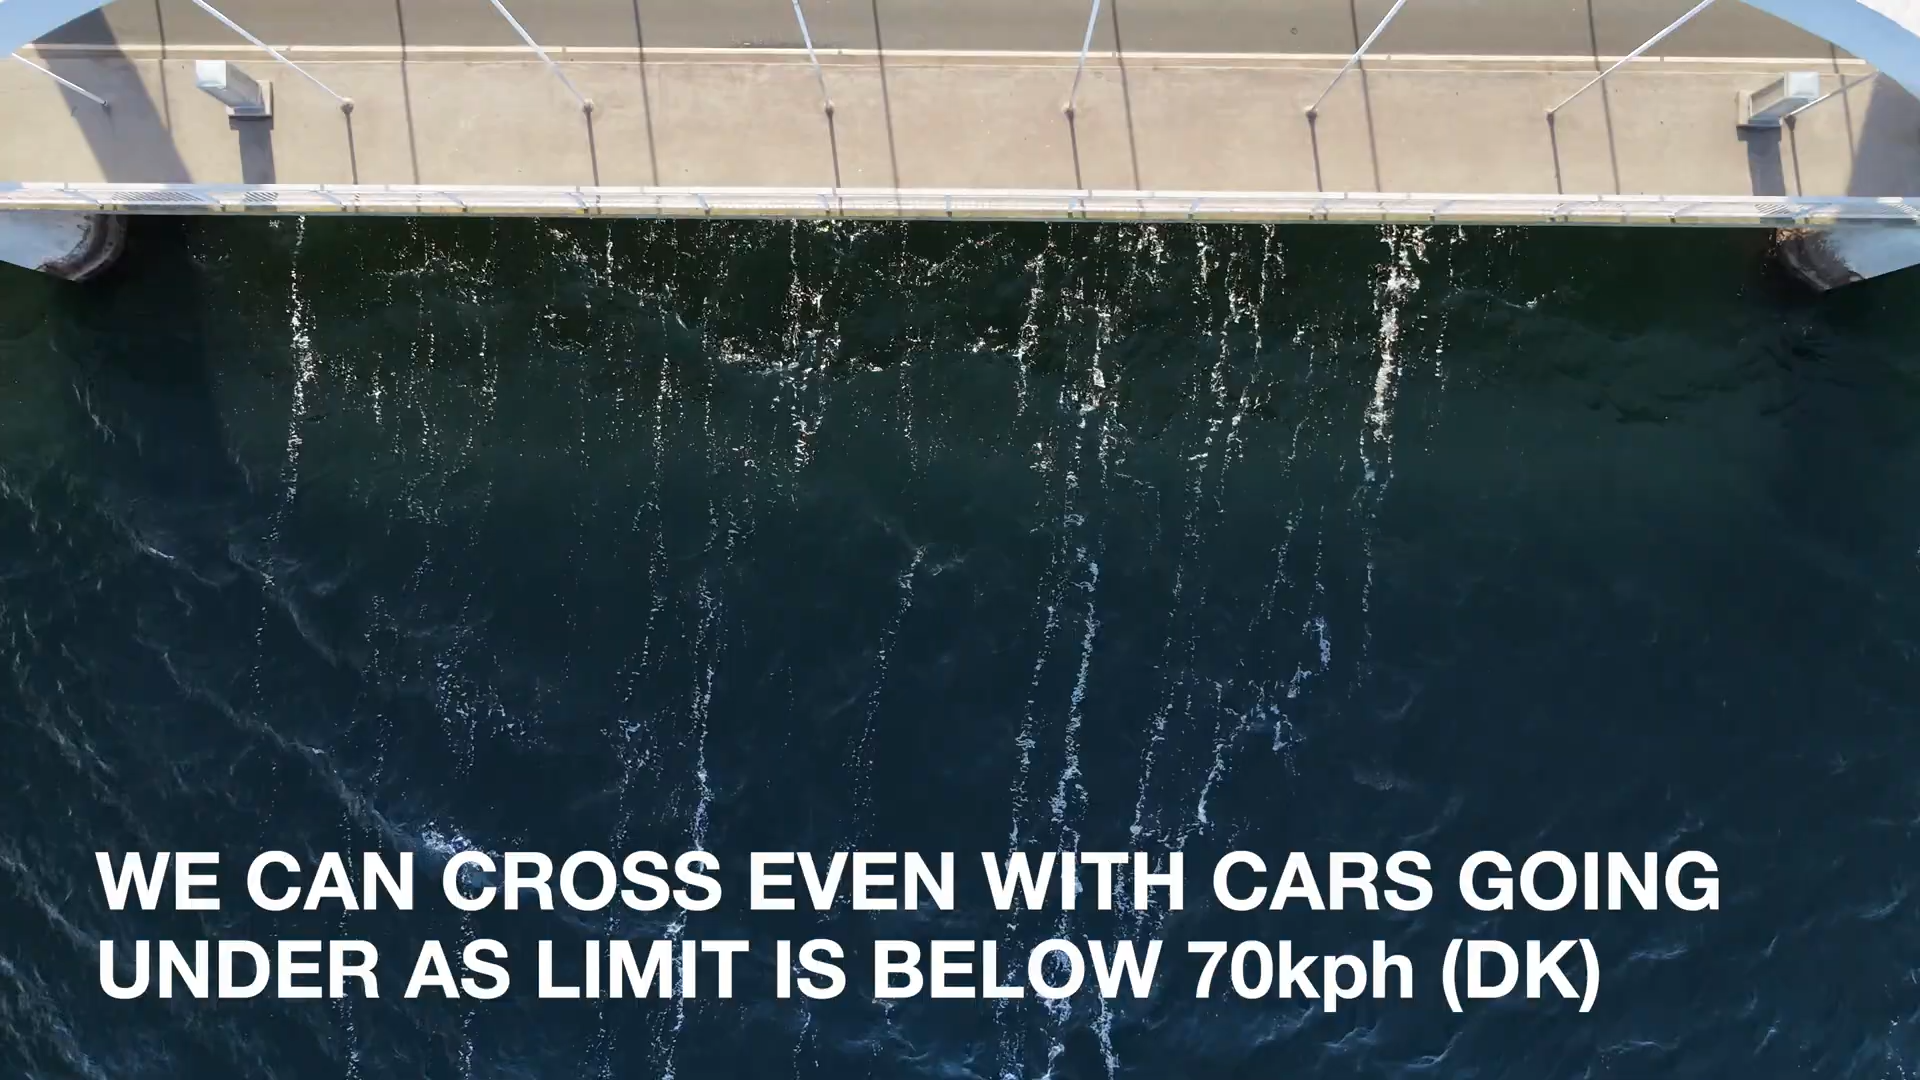 WE CAN CROSS EVEN WITH CARS GOING
UNDER AS LIMIT IS BELOW 70kph (DK)